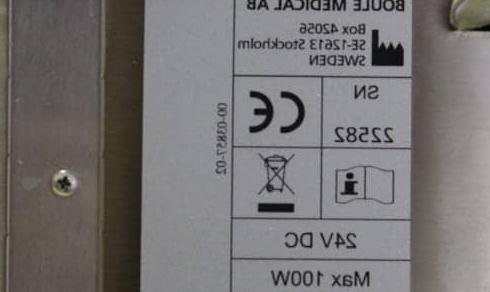 BOULE MEDICAL AB
Box 42056
SE-12613 Stockholm
SWEDEN
SN
22582
CE
00-03857-02
24V DC
Max 100W